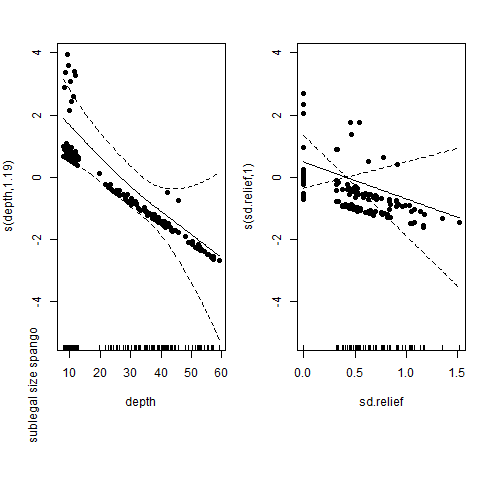 s(depth,1.19)
4
2
0
-2
-4
10 20 30 40 50 60
depth
sublegal size spango
s(sd.relief,1)
4
2
0
-2
-4
0.0 0.5 1.0 1.5
sd.relief